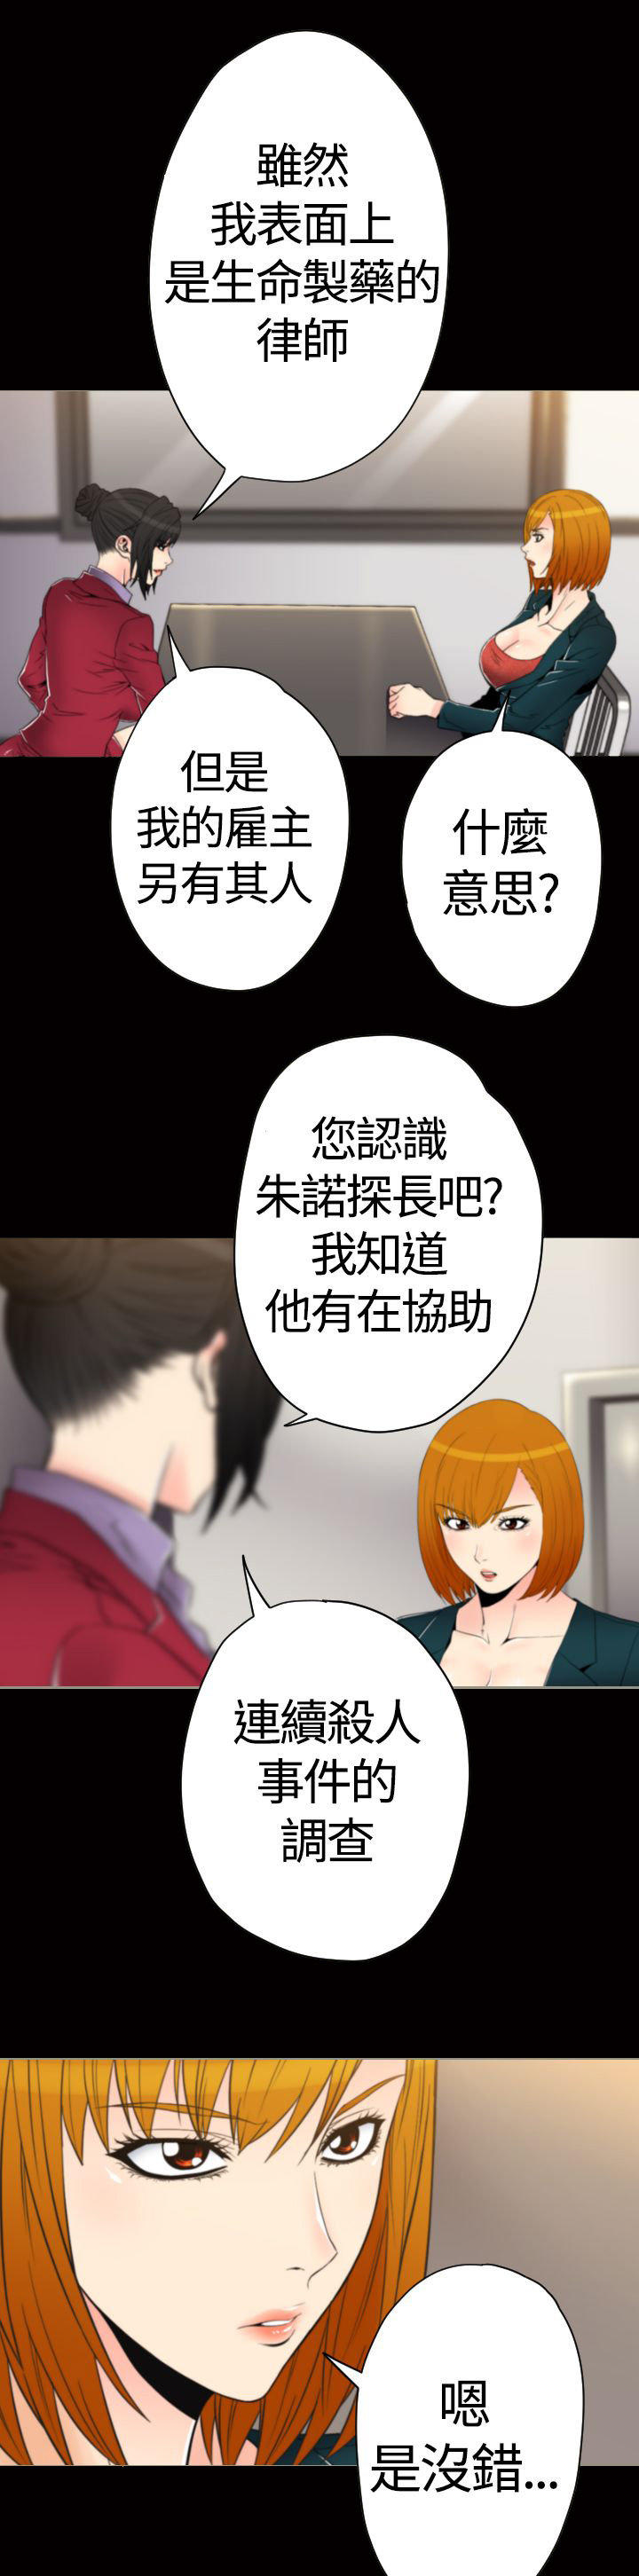 雖然
我表面上
是生命製藥的
律師
但是
我的雇主
另有其人
什麼
意思?
您認識
朱諾探長吧?
我知道
他有在協助
連續殺人
事件的
調查
嗯
是沒錯...